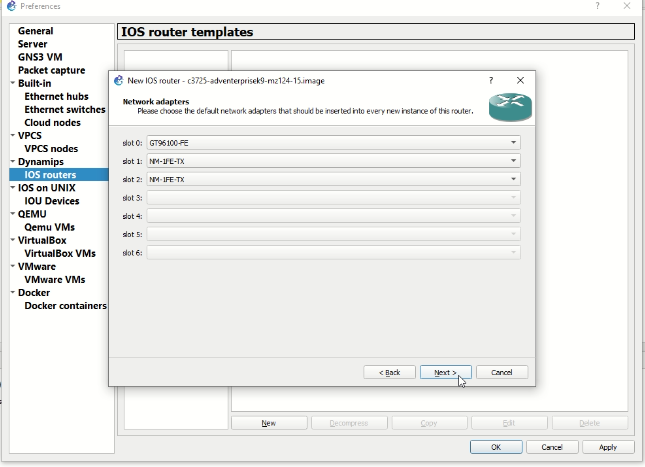 Preferences
General
Server
GNS3 VM
Packet capture
Built-in
Ethernet hubs
Ethernet switches
Cloud nodes
VPCS
VPCS nodes
Dynamips
IOS routers
IOS on UNIX
IOU Devices
QEMU
Qemu VMs
VirtualBox
VirtualBox VMs
VMware
VMware VMs
Docker
Docker containers
IOS router templates
New IOS router - c3725-adventerprisek9-mz124-15.image
Network adapters
Please choose the default network adapters that should be inserted into every new instance of this router.
slot 0: GT96100-FE
slot 1: NM-1FE-TX
slot 2: NM-1FE-TX
slot 3:
slot 4:
slot 5:
slot 6:
< Back Next > Cancel
New Decompress Copy Edit Delete
OK Cancel Apply